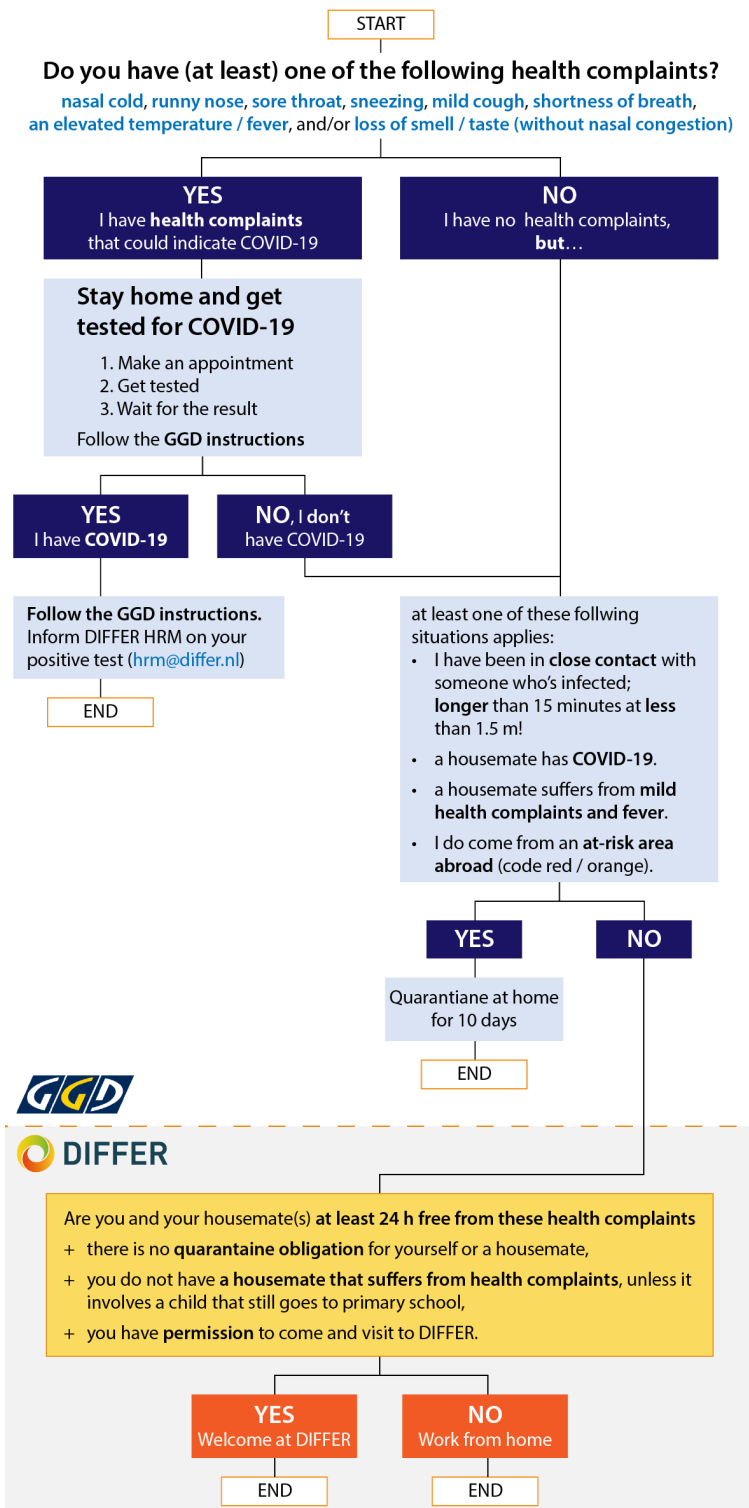 START
Do you have (at least) one of the following health complaints?
nasal cold, runny nose, sore throat, sneezing, mild cough, shortness of breath,
an elevated temperature / fever, and/or loss of smell / taste (without nasal congestion)
YES
I have health complaints
that could indicate COVID-19
NO
I have no health complaints,
but…
Stay home and get
tested for COVID-19
1. Make an appointment
2. Get tested
3. Wait for the result
Follow the GGD instructions
YES
I have COVID-19
NO, I don't
have COVID-19
Follow the GGD instructions.
Inform DIFFER HRM on your
positive test (hrm@differ.nl)
END
at least one of these follwing
situations applies:
• I have been in close contact with
someone who's infected;
longer than 15 minutes at less
than 1.5 m!
• a housemate has COVID-19.
• a housemate suffers from mild
health complaints and fever.
• I do come from an at-risk area
abroad (code red / orange).
YES
NO
Quarantiane at home
for 10 days
END
GGD
DIFFER
Are you and your housemate(s) at least 24 h free from these health complaints
+ there is no quarantaine obligation for yourself or a housemate,
+ you do not have a housemate that suffers from health complaints, unless it
involves a child that still goes to primary school,
+ you have permission to come and visit to DIFFER.
YES
Welcome at DIFFER
NO
Work from home
END
END